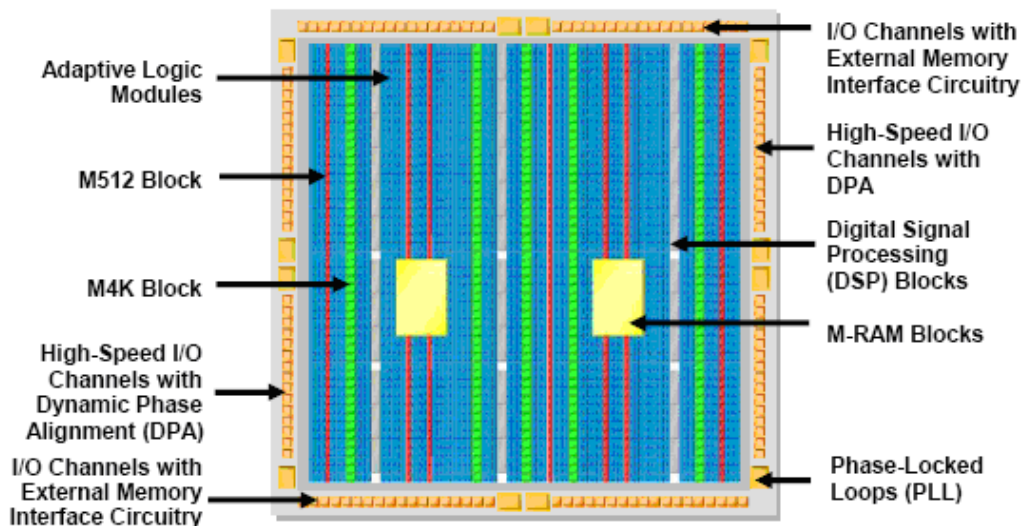 Adaptive Logic
Modules
M512 Block
M4K Block
High-Speed I/O
Channels with
Dynamic Phase
Alignment (DPA)
I/O Channels with
External Memory
Interface Circuitry
I/O Channels with
External Memory
Interface Circuitry
High-Speed I/O
Channels with
DPA
Digital Signal
Processing
(DSP) Blocks
M-RAM Blocks
Phase-Locked
Loops (PLL)